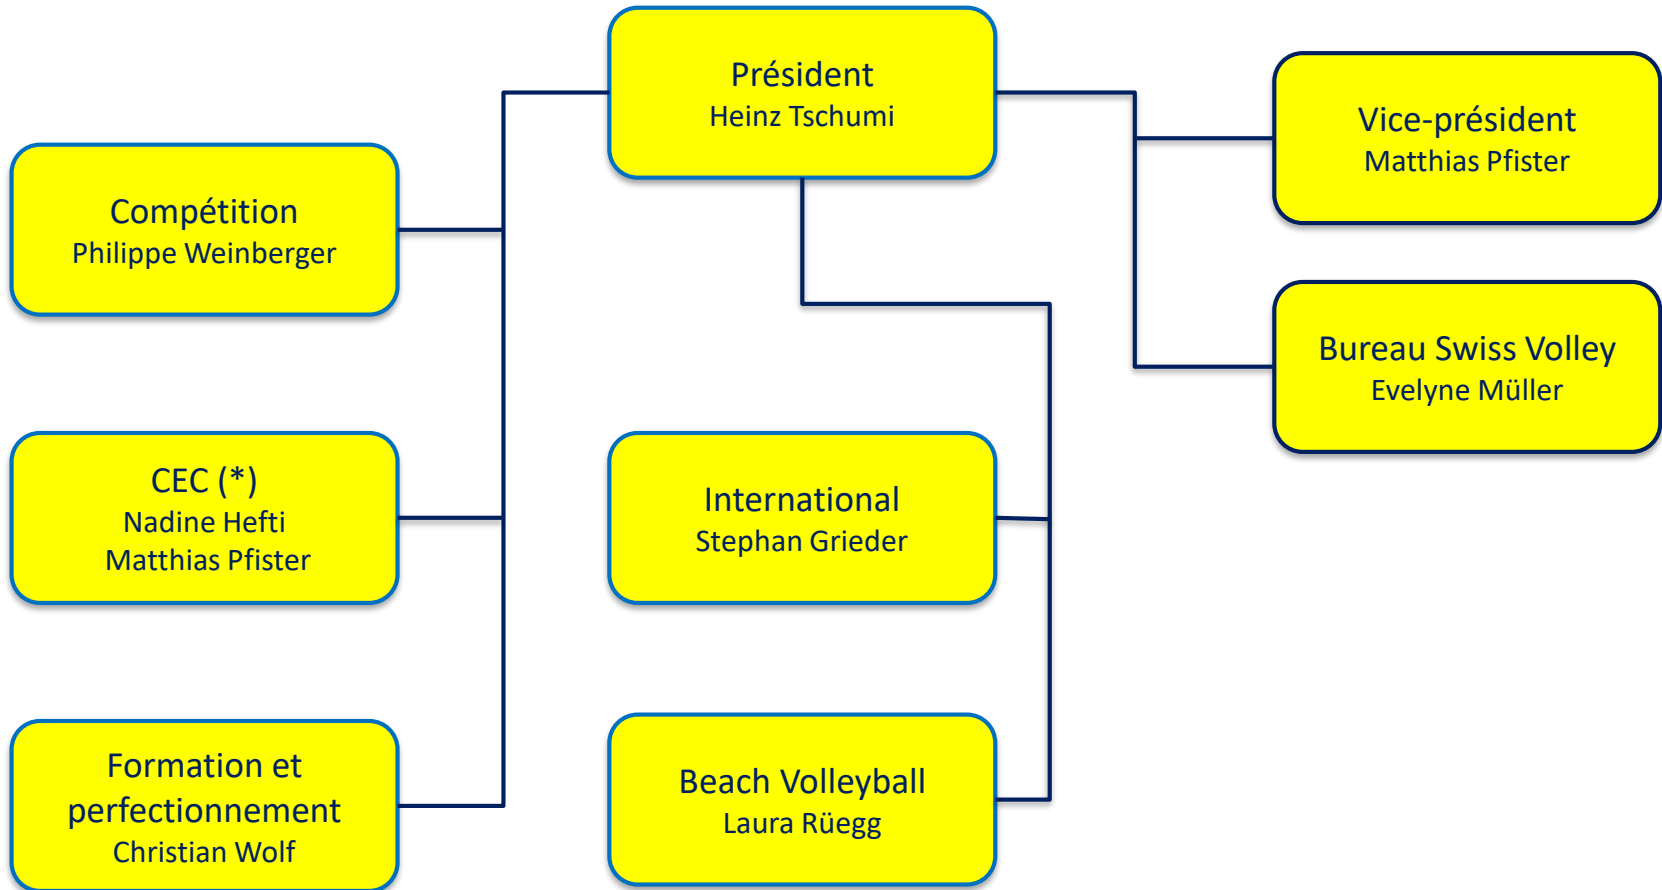 Président
Heinz Tschumi
Vice-président
Matthias Pfister
Compétition
Philippe Weinberger
Bureau Swiss Volley
Evelyne Müller
CEC (*)
Nadine Hefti
Matthias Pfister
International
Stephan Grieder
Formation et
perfectionnement
Christian Wolf
Beach Volleyball
Laura Rüegg